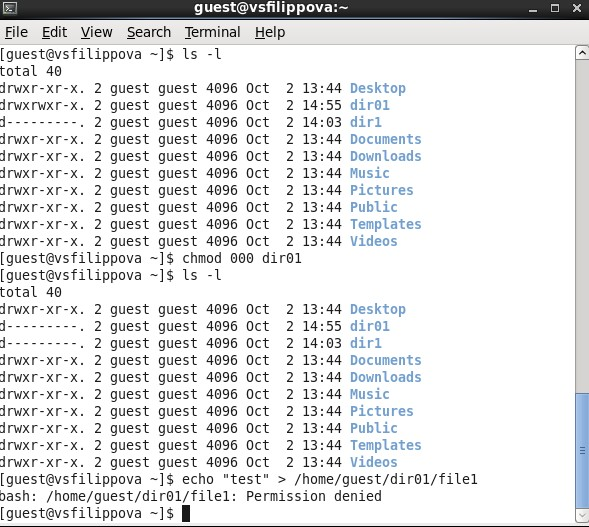 guest@vsfilippova:~
File Edit View Search Terminal Help
[guest@vsfilippova ~]$ ls -l
total 40
drwxr-xr-x. 2 guest guest 4096 Oct  2 13:44 Desktop
drwxrwxr-x. 2 guest guest 4096 Oct  2 14:55 dir01
d---------. 2 guest guest 4096 Oct  2 14:03 dir1
drwxr-xr-x. 2 guest guest 4096 Oct  2 13:44 Documents
drwxr-xr-x. 2 guest guest 4096 Oct  2 13:44 Downloads
drwxr-xr-x. 2 guest guest 4096 Oct  2 13:44 Music
drwxr-xr-x. 2 guest guest 4096 Oct  2 13:44 Pictures
drwxr-xr-x. 2 guest guest 4096 Oct  2 13:44 Public
drwxr-xr-x. 2 guest guest 4096 Oct  2 13:44 Templates
drwxr-xr-x. 2 guest guest 4096 Oct  2 13:44 Videos
[guest@vsfilippova ~]$ chmod 000 dir01
[guest@vsfilippova ~]$ ls -l
total 40
drwxr-xr-x. 2 guest guest 4096 Oct  2 13:44 Desktop
d---------. 2 guest guest 4096 Oct  2 14:55 dir01
d---------. 2 guest guest 4096 Oct  2 14:03 dir1
drwxr-xr-x. 2 guest guest 4096 Oct  2 13:44 Documents
drwxr-xr-x. 2 guest guest 4096 Oct  2 13:44 Downloads
drwxr-xr-x. 2 guest guest 4096 Oct  2 13:44 Music
drwxr-xr-x. 2 guest guest 4096 Oct  2 13:44 Pictures
drwxr-xr-x. 2 guest guest 4096 Oct  2 13:44 Public
drwxr-xr-x. 2 guest guest 4096 Oct  2 13:44 Templates
drwxr-xr-x. 2 guest guest 4096 Oct  2 13:44 Videos
[guest@vsfilippova ~]$ echo "test" > /home/guest/dir01/file1
bash: /home/guest/dir01/file1: Permission denied
[guest@vsfilippova ~]$